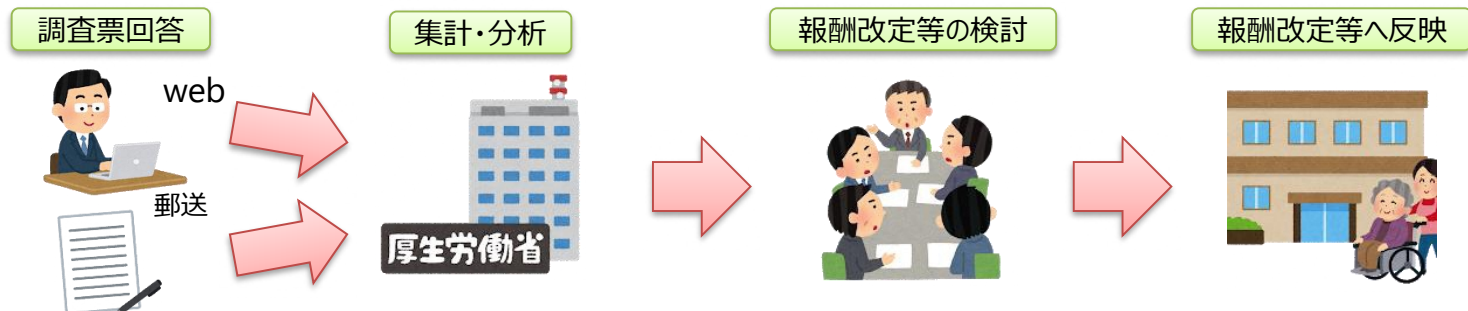 調査票回答
集計・分析
報酬改定等の検討
報酬改定等へ反映
web
郵送
厚生労働省